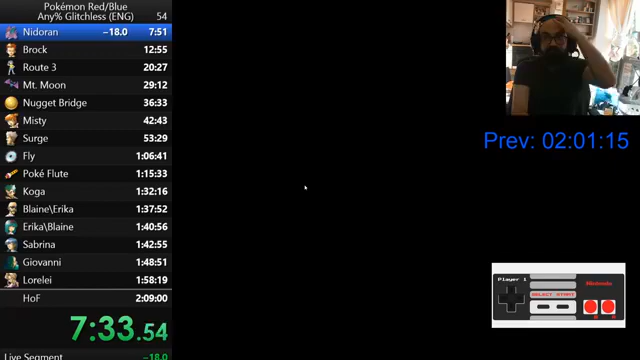 Pokémon Red/Blue
Any% Glitchless (ENG) 54
Nidoran −18.0 7:51
Brock 12:55
Route 3 20:27
Mt. Moon 29:12
Nugget Bridge 36:33
Misty 42:43
Surge 53:29
Fly 1:06:41
Poké Flute 1:15:33
Koga 1:32:16
Blaine\Erika 1:37:52
Erika\Blaine 1:40:56
Sabrina 1:42:55
Giovanni 1:48:51
Lorelei 1:58:19
HoF 2:09:00
7:33.54
Live Segment −18.0
Prev: 02:01:15
Player 1
Nintendo
SELECT START